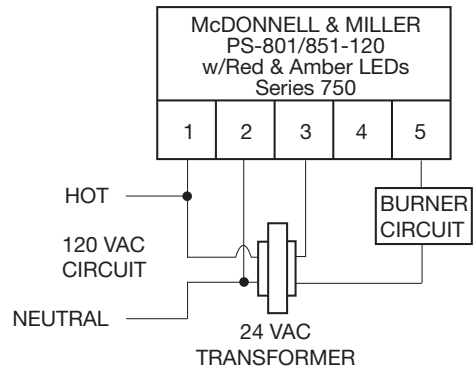 McDONNELL & MILLER
PS-801/851-120
w/Red & Amber LEDs
Series 750
1 2 3 4 5
HOT
BURNER
CIRCUIT
120 VAC
CIRCUIT
NEUTRAL
24 VAC
TRANSFORMER